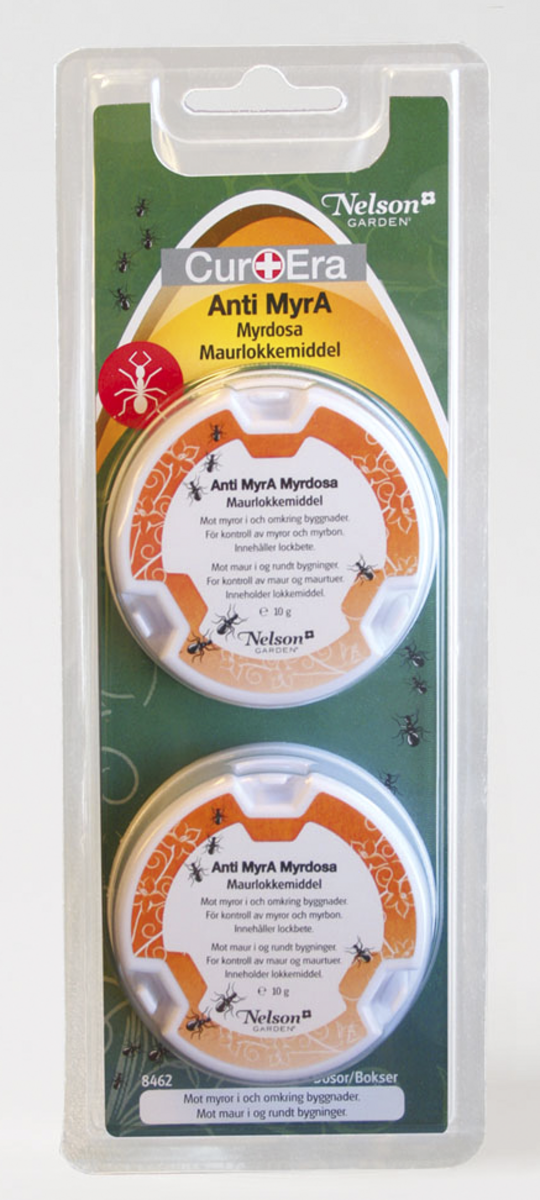 Nelson
GARDEN
Cur Era
Anti MyrA
Myrdosa
Maurlokkemiddel
Anti MyrA Myrdosa
Maurlokkemiddel
Mot myror i och omkring byggnader.
För kontroll av myror och myrbon.
Innehåller lockbete.
Mot maur i og rundt bygninger.
For kontroll av maur og maurtuer.
Inneholder lokkemiddel.
℮ 10 g
Nelson
GARDEN
Anti MyrA Myrdosa
Maurlokkemiddel
Mot myror i och omkring byggnader.
För kontroll av myror och myrbon.
Innehåller lockbete.
Mot maur i og rundt bygninger.
For kontroll av maur og maurtuer.
Inneholder lokkemiddel.
℮ 10 g
Nelson
GARDEN
8462 Dosor/Bokser
Mot myror i och omkring byggnader.
Mot maur i og rundt bygninger.